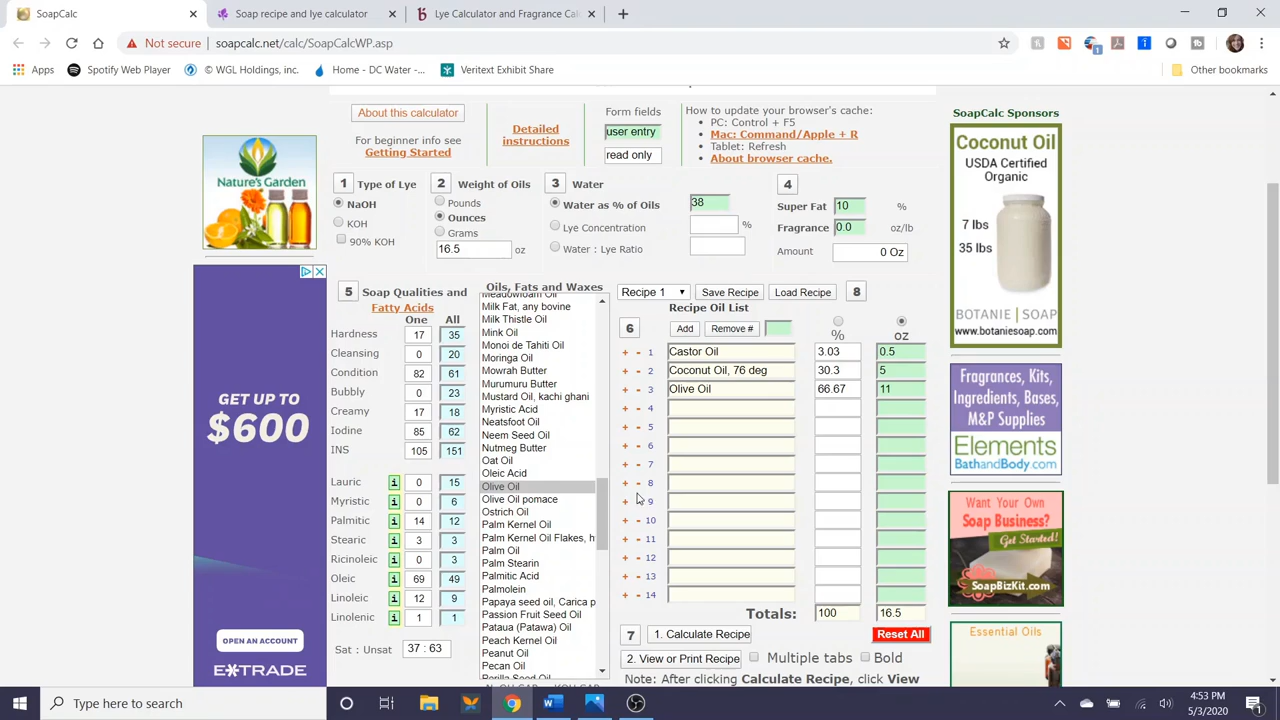 SoapCalc
Soap recipe and lye calculator
Lye Calculator and Fragrance Cal
Not secure | soapcalc.net/calc/SoapCalcWP.asp
Apps
Spotify Web Player
© WGL Holdings, inc.
Home - DC Water -...
Veritext Exhibit Share
Other bookmarks
About this calculator
For beginner info see
Getting Started
Detailed
instructions
Form fields
user entry
read only
How to update your browser's cache:
• PC: Control + F5
• Mac: Command/Apple + R
• Tablet: Refresh
• About browser cache.
SoapCalc Sponsors
NATURE'S GARDEN
Coconut Oil
USDA Certified
Organic
7 lbs
35 lbs
BOTANIE | SOAP
www.botaniesoap.com
1 Type of Lye
NaOH
KOH
90% KOH
2 Weight of Oils
Pounds
Ounces
Grams
16.5 oz
3 Water
Water as % of Oils 38
Lye Concentration %
Water : Lye Ratio
4
Super Fat 10 %
Fragrance 0.0 oz/lb
Amount 0 Oz
GET UP TO
$600
OPEN AN ACCOUNT
E*TRADE
5 Soap Qualities and
Fatty Acids
One All
Hardness 17 35
Cleansing 0 20
Condition 82 61
Bubbly 0 23
Creamy 17 18
Iodine 85 62
INS 105 151
Lauric i 0 15
Myristic i 0 6
Palmitic i 14 12
Stearic i 3 3
Ricinoleic i 0 3
Oleic i 69 49
Linoleic i 12 9
Linolenic i 1 1
Sat : Unsat 37 : 63
Oils, Fats and Waxes
Meadowfoam Oil
Milk Fat, any bovine
Milk Thistle Oil
Mink Oil
Monoi de Tahiti Oil
Moringa Oil
Mowrah Butter
Murumuru Butter
Mustard Oil, kachi ghani
Myristic Acid
Neatsfoot Oil
Neem Seed Oil
Nutmeg Butter
Oat Oil
Oleic Acid
Olive Oil
Olive Oil pomace
Ostrich Oil
Palm Kernel Oil
Palm Kernel Oil Flakes, h
Palm Oil
Palm Stearin
Palmitic Acid
Palmolein
Papaya seed oil, Carica p
Passion Fruit Seed Oil
Pataua (Patawa) Oil
Peach Kernel Oil
Peanut Oil
Pecan Oil
Perilla Seed Oil
Recipe 1
Save Recipe
Load Recipe
8
Recipe Oil List
6
Add
Remove #
% oz
+ - 1 Castor Oil 3.03 0.5
+ - 2 Coconut Oil, 76 deg 30.3 5
+ - 3 Olive Oil 66.67 11
+ - 4
+ - 5
+ - 6
+ - 7
+ - 8
+ - 9
+ - 10
+ - 11
+ - 12
+ - 13
+ - 14
Totals: 100 16.5
7
1. Calculate Recipe
Reset All
2. View or Print Recipe
Multiple tabs
Bold
Note: After clicking Calculate Recipe, click View
Fragrances, Kits,
Ingredients, Bases,
M&P Supplies
Elements
BathandBody.com
Want Your Own
Soap Business?
Get Started!
SoapBizKit.com
Essential Oils
Type here to search
4:53 PM
5/3/2020